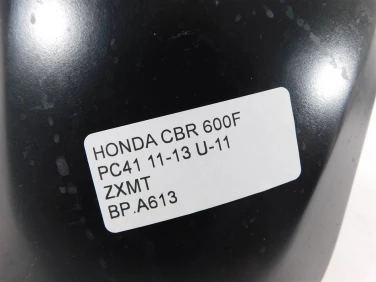 HONDA CBR 600F
PC41 11-13 U-11
ZXMT
BP.A613